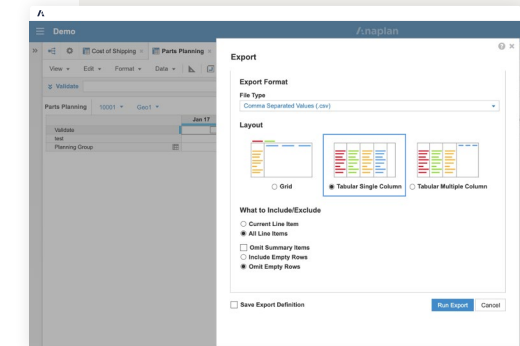 Demo
Anaplan
Cost of Shipping ×
Parts Planning ×
View Edit Format Data
Validate
Parts Planning 10001 Geo1
Jan 17
Validate
test
Planning Group
Export
Export Format
File Type
Comma Separated Values (.csv)
Layout
Grid
Tabular Single Column
Tabular Multiple Column
What to Include/Exclude
Current Line Item
All Line Items
Omit Summary Items
Include Empty Rows
Omit Empty Rows
Save Export Definition
Run Export
Cancel